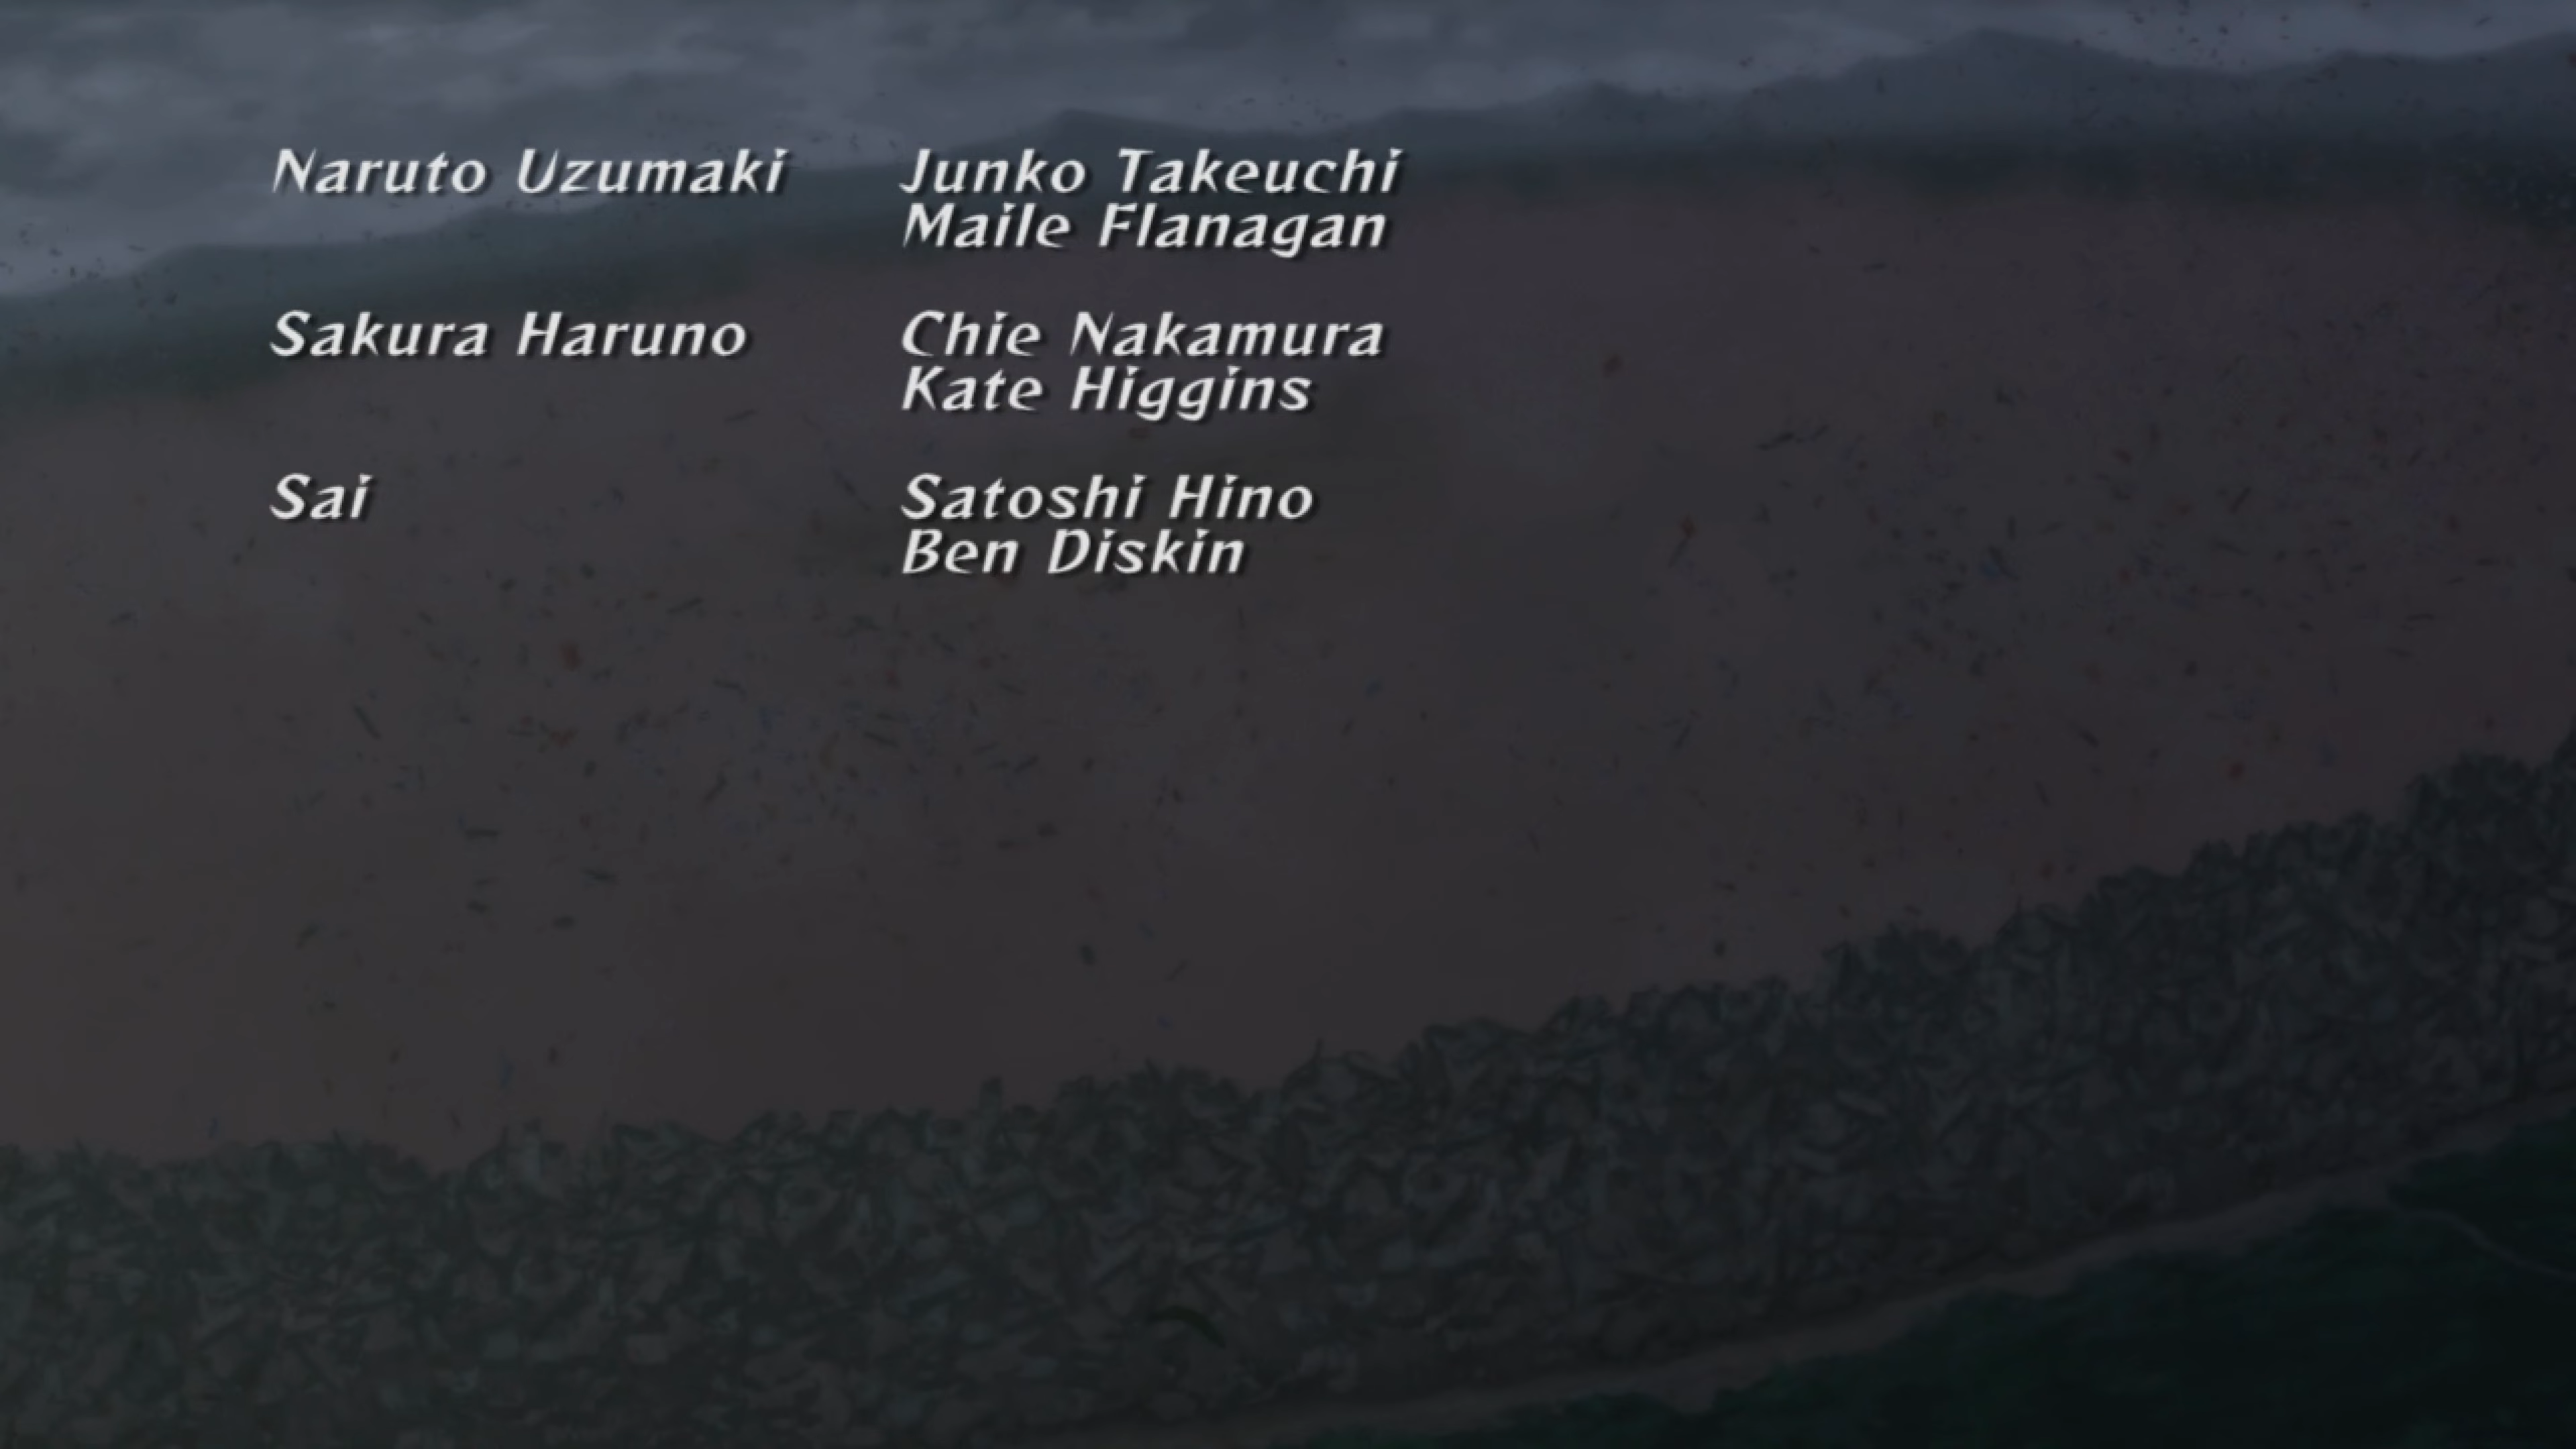 Naruto Uzumaki Junko Takeuchi
Maile Flanagan
Sakura Haruno Chie Nakamura
Kate Higgins
Sai Satoshi Hino
Ben Diskin